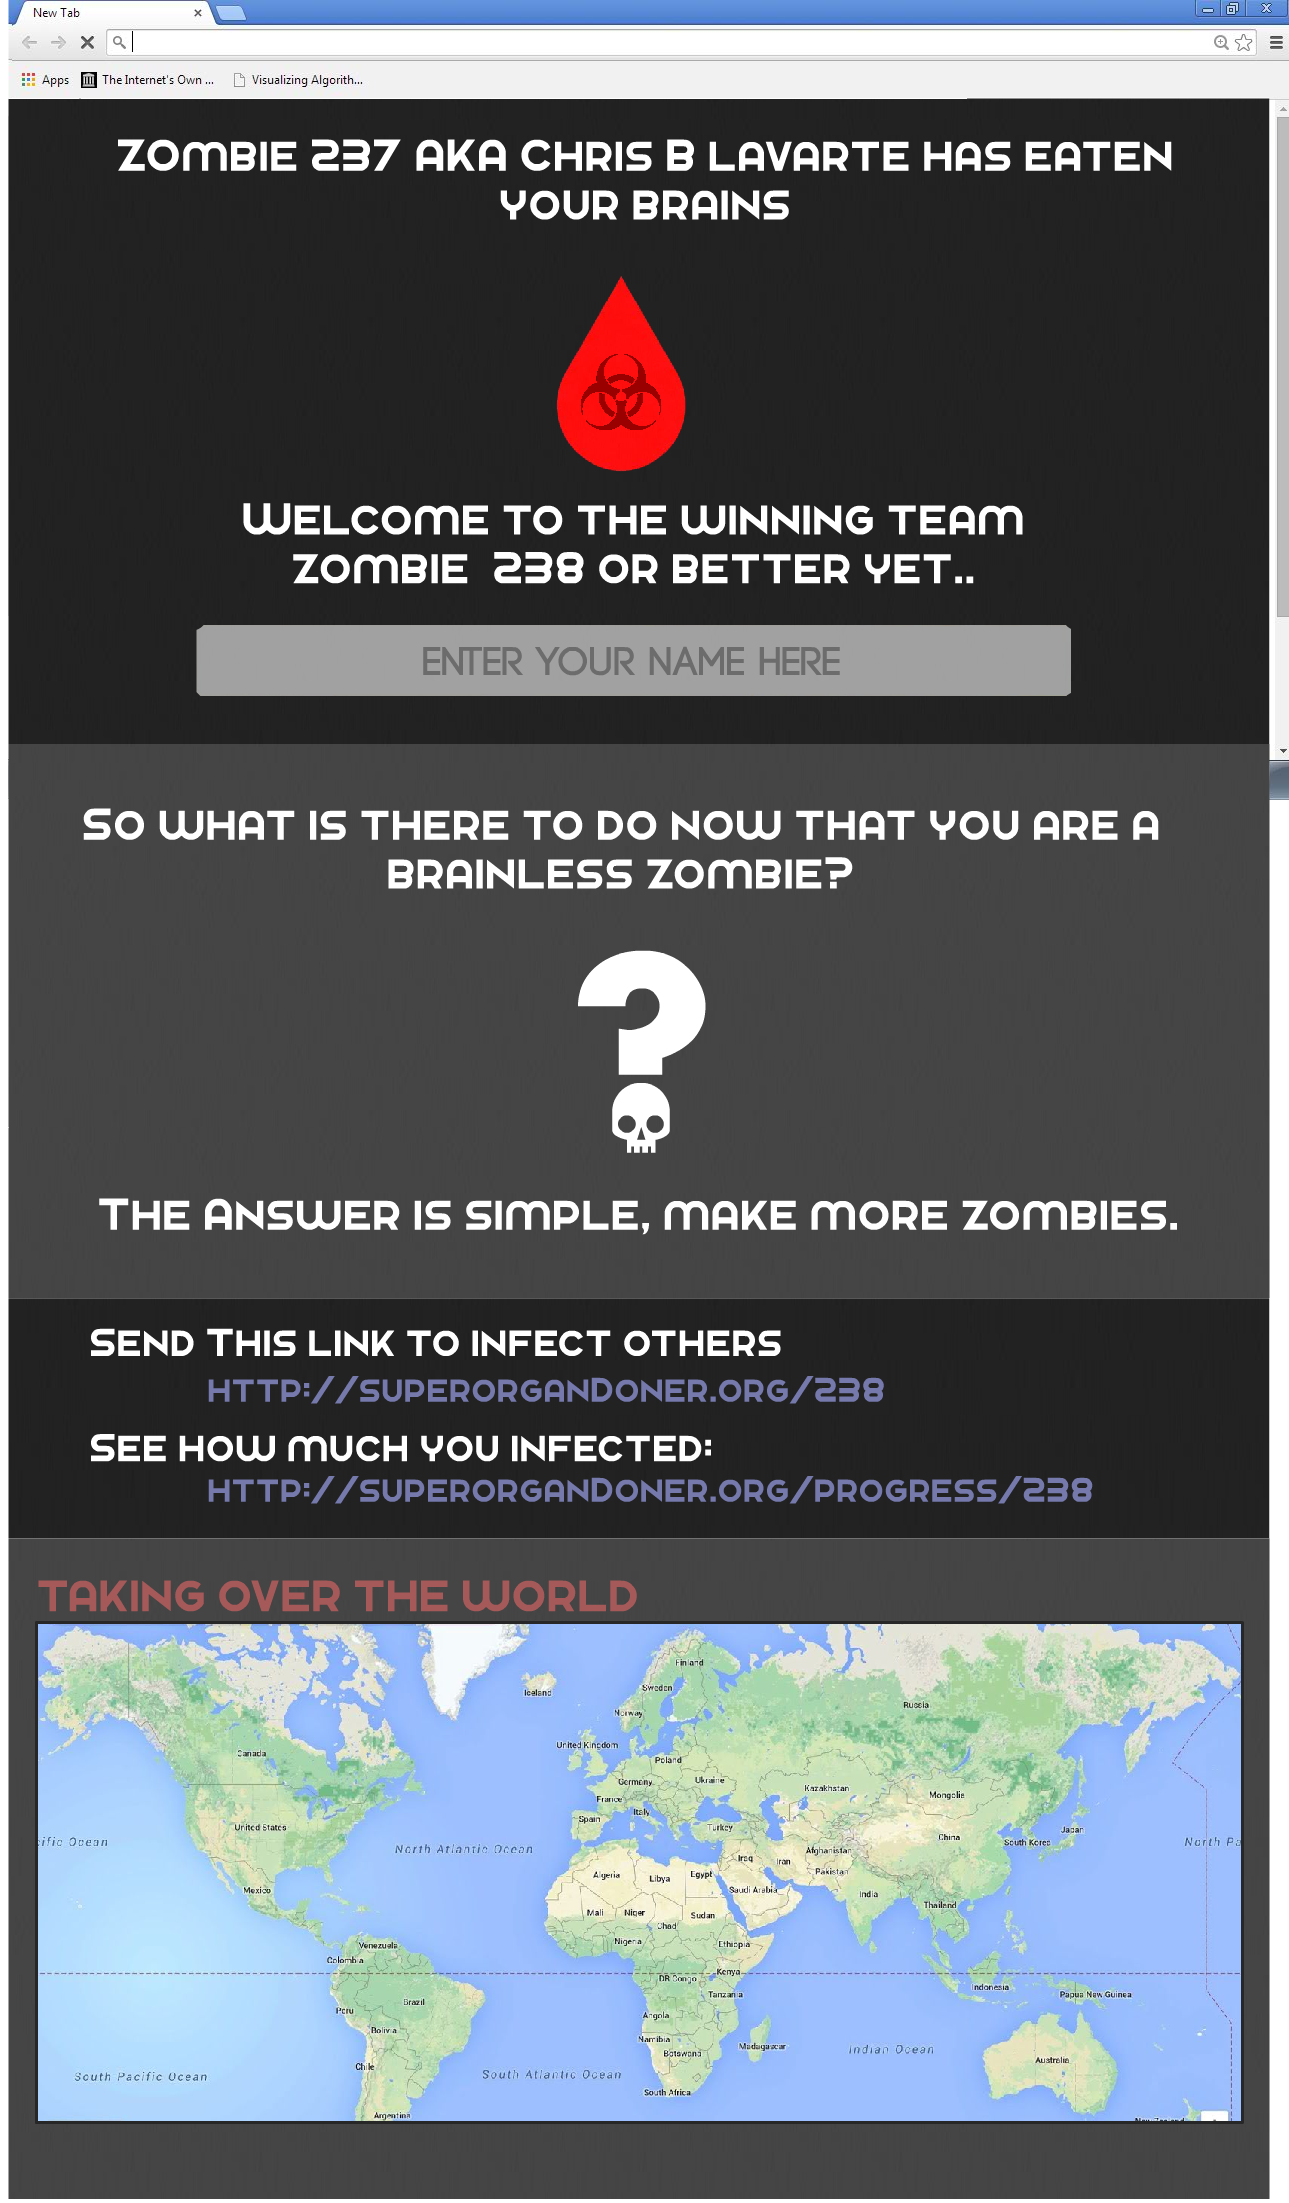 New Tab
Apps The Internet's Own ... Visualizing Algorith...
Zombie 237 aka Chris B lavarte has eaten
your brains
Welcome to the winning team
zombie 238 or better yet..
ENTER YOUR NAME HERE
So what is there to do now that you are a
brainless zombie?
The Answer is simple, make more zombies.
Send This link to infect others
http://superorganDoner.org/238
See how much you infected:
http://superorganDoner.org/progress/238
Taking over the world
Finland
Iceland
Sweden
Russia
Norway
United Kingdom
Canada
Poland
Germany
Ukraine
Kazakhstan
France
Mongolia
Italy
Spain
United States
Turkey
Japan
China
South Korea
ific Ocean
North Pa
North Atlantic Ocean
Afghanistan
Iraq
Iran
Pakistan
Algeria
Libya
Egypt
Mexico
Saudi Arabia
India
Thailand
Mali
Niger
Sudan
Chad
Nigeria
Ethiopia
Venezuela
Colombia
Kenya
DR Congo
Indonesia
Tanzania
Papua New Guinea
Brazil
Peru
Angola
Bolivia
Namibia
Madagascar
Indian Ocean
Botswana
Australia
Chile
South Pacific Ocean
South Atlantic Ocean
South Africa
Argentina
New Zealand